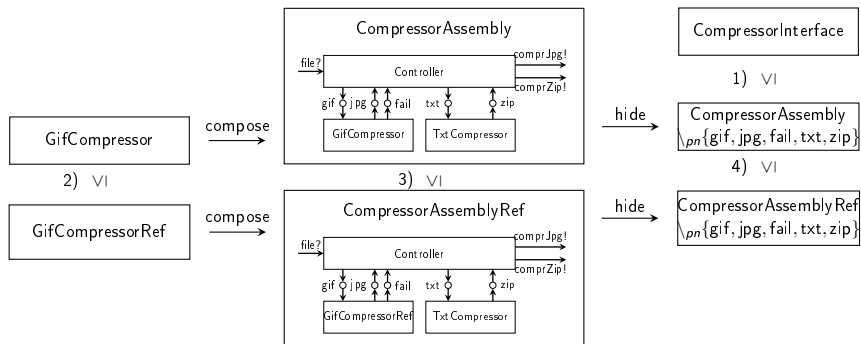 CompressorAssembly
file?
Controller
comprJpg!
comprZip!
gif jpg fail txt zip
GifCompressor TxtCompressor
CompressorInterface
1) ∨I
GifCompressor
compose
hide
CompressorAssembly
\pn{gif, jpg, fail, txt, zip}
2) ∨I
3) ∨I
4) ∨I
GifCompressorRef
compose
CompressorAssemblyRef
file?
Controller
comprJpg!
comprZip!
gif jpg fail txt zip
GifCompressorRef TxtCompressor
hide
CompressorAssemblyRef
\pn{gif, jpg, fail, txt, zip}